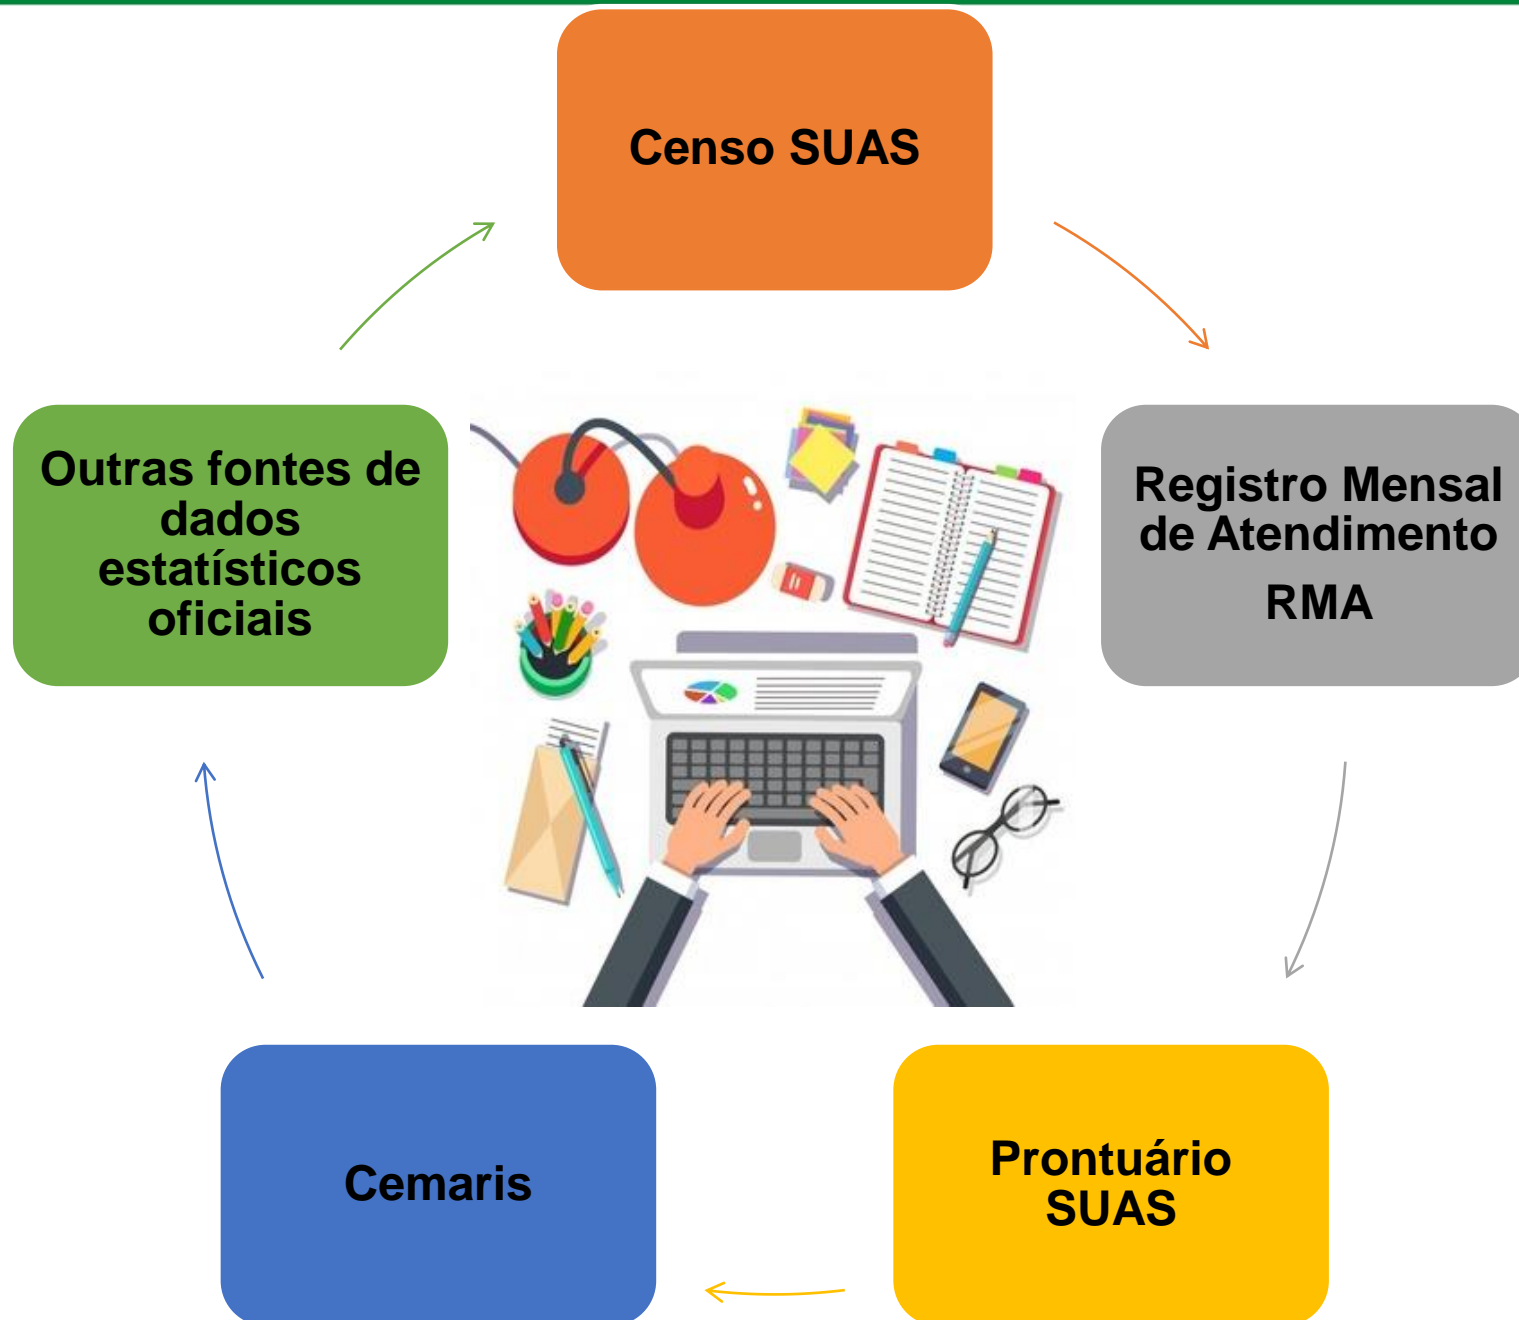 Censo SUAS
Registro Mensal
de Atendimento
RMA
Prontuário
SUAS
Cemaris
Outras fontes de
dados
estatísticos
oficiais